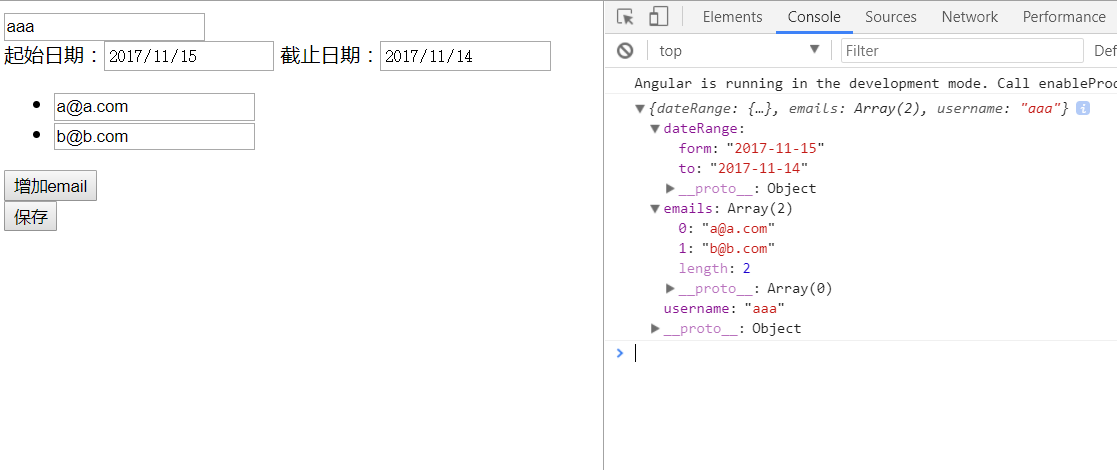 aaa
起始日期：2017/11/15 截止日期：2017/11/14
a@a.com
b@b.com
增加email
保存
Elements Console Sources Network Performance
top Filter Def
Angular is running in the development mode. Call enableProd
{dateRange: {…}, emails: Array(2), username: "aaa"} i
dateRange:
form: "2017-11-15"
to: "2017-11-14"
__proto__: Object
emails: Array(2)
0: "a@a.com"
1: "b@b.com"
length: 2
__proto__: Array(0)
username: "aaa"
__proto__: Object